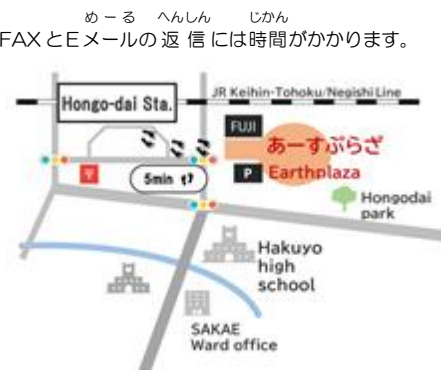 めーる へんしん じかん
FAXとEメールの返信には時間がかかります。
JR Keihin-Tohoku/Negishi Line
Hongo-dai Sta.
FUJI
あーすぷらざ
〒
5min
P
Earthplaza
Hongodai
park
Hakuyo
high
school
SAKAE
Ward office